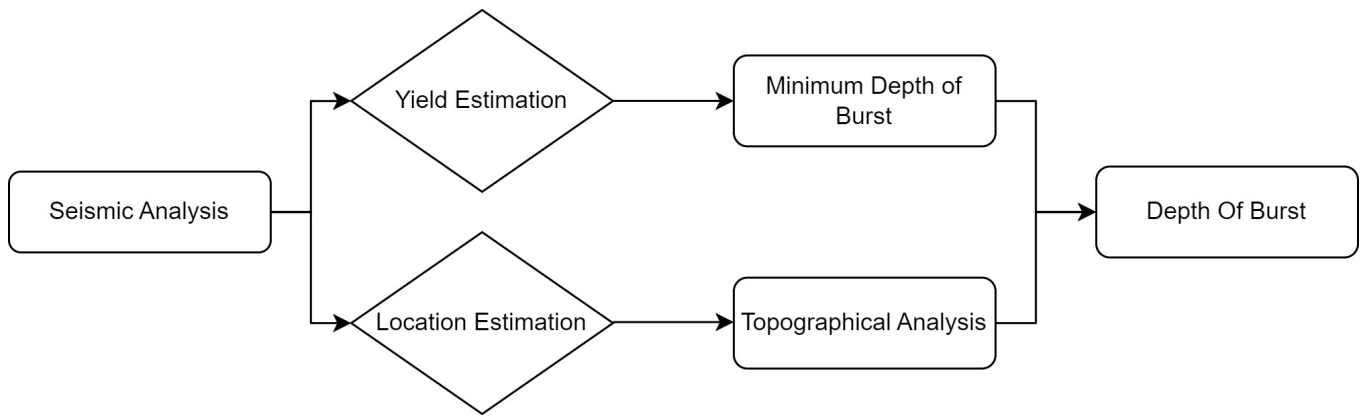 Yield Estimation
Minimum Depth of
Burst
Seismic Analysis
Depth Of Burst
Location Estimation
Topographical Analysis